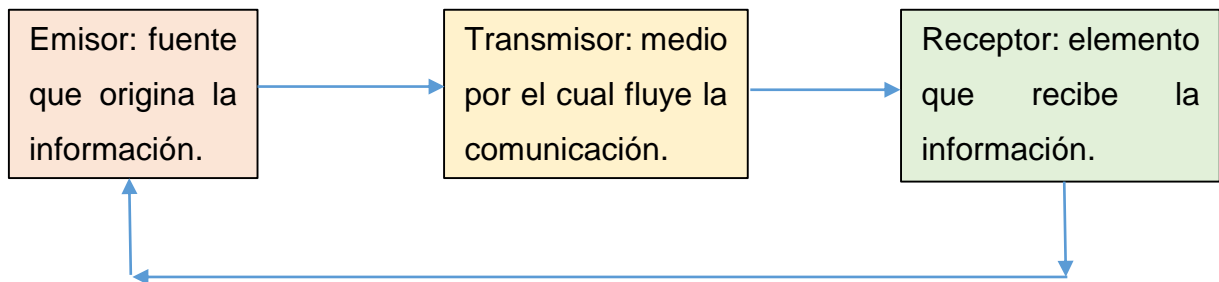 Emisor: fuente
que origina la
información.
Transmisor: medio
por el cual fluye la
comunicación.
Receptor: elemento
que recibe la
información.